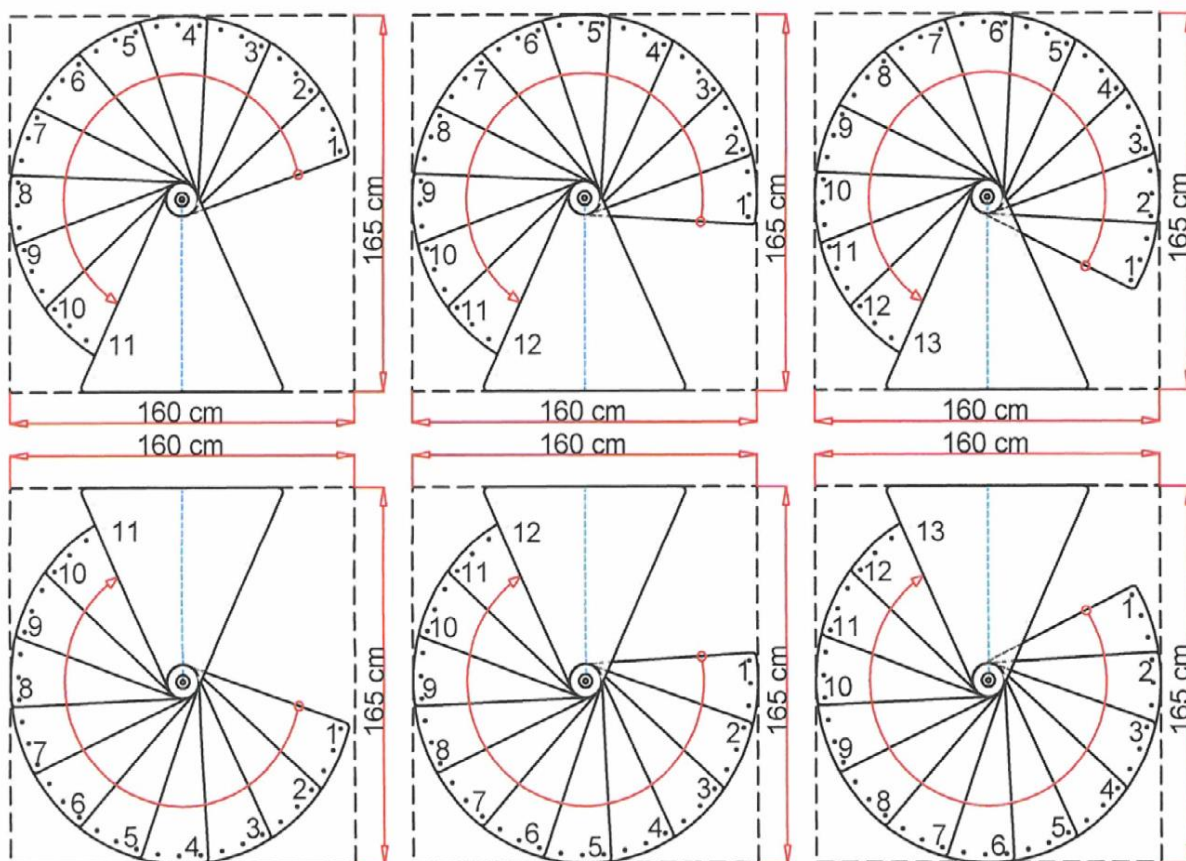 5 4 3 2 1 6 7 8 9 10 11
165 cm
160 cm
6 5 4 3 2 1 7 8 9 10 11 12
165 cm
160 cm
7 6 5 4 3 2 1 8 9 10 11 12 13
165 cm
160 cm
160 cm
11 10 9 8 7 6 5 4 3 2 1
165 cm
160 cm
12 11 10 9 8 7 6 5 4 3 2 1
165 cm
160 cm
13 12 11 10 9 8 7 6 5 4 3 2 1
165 cm